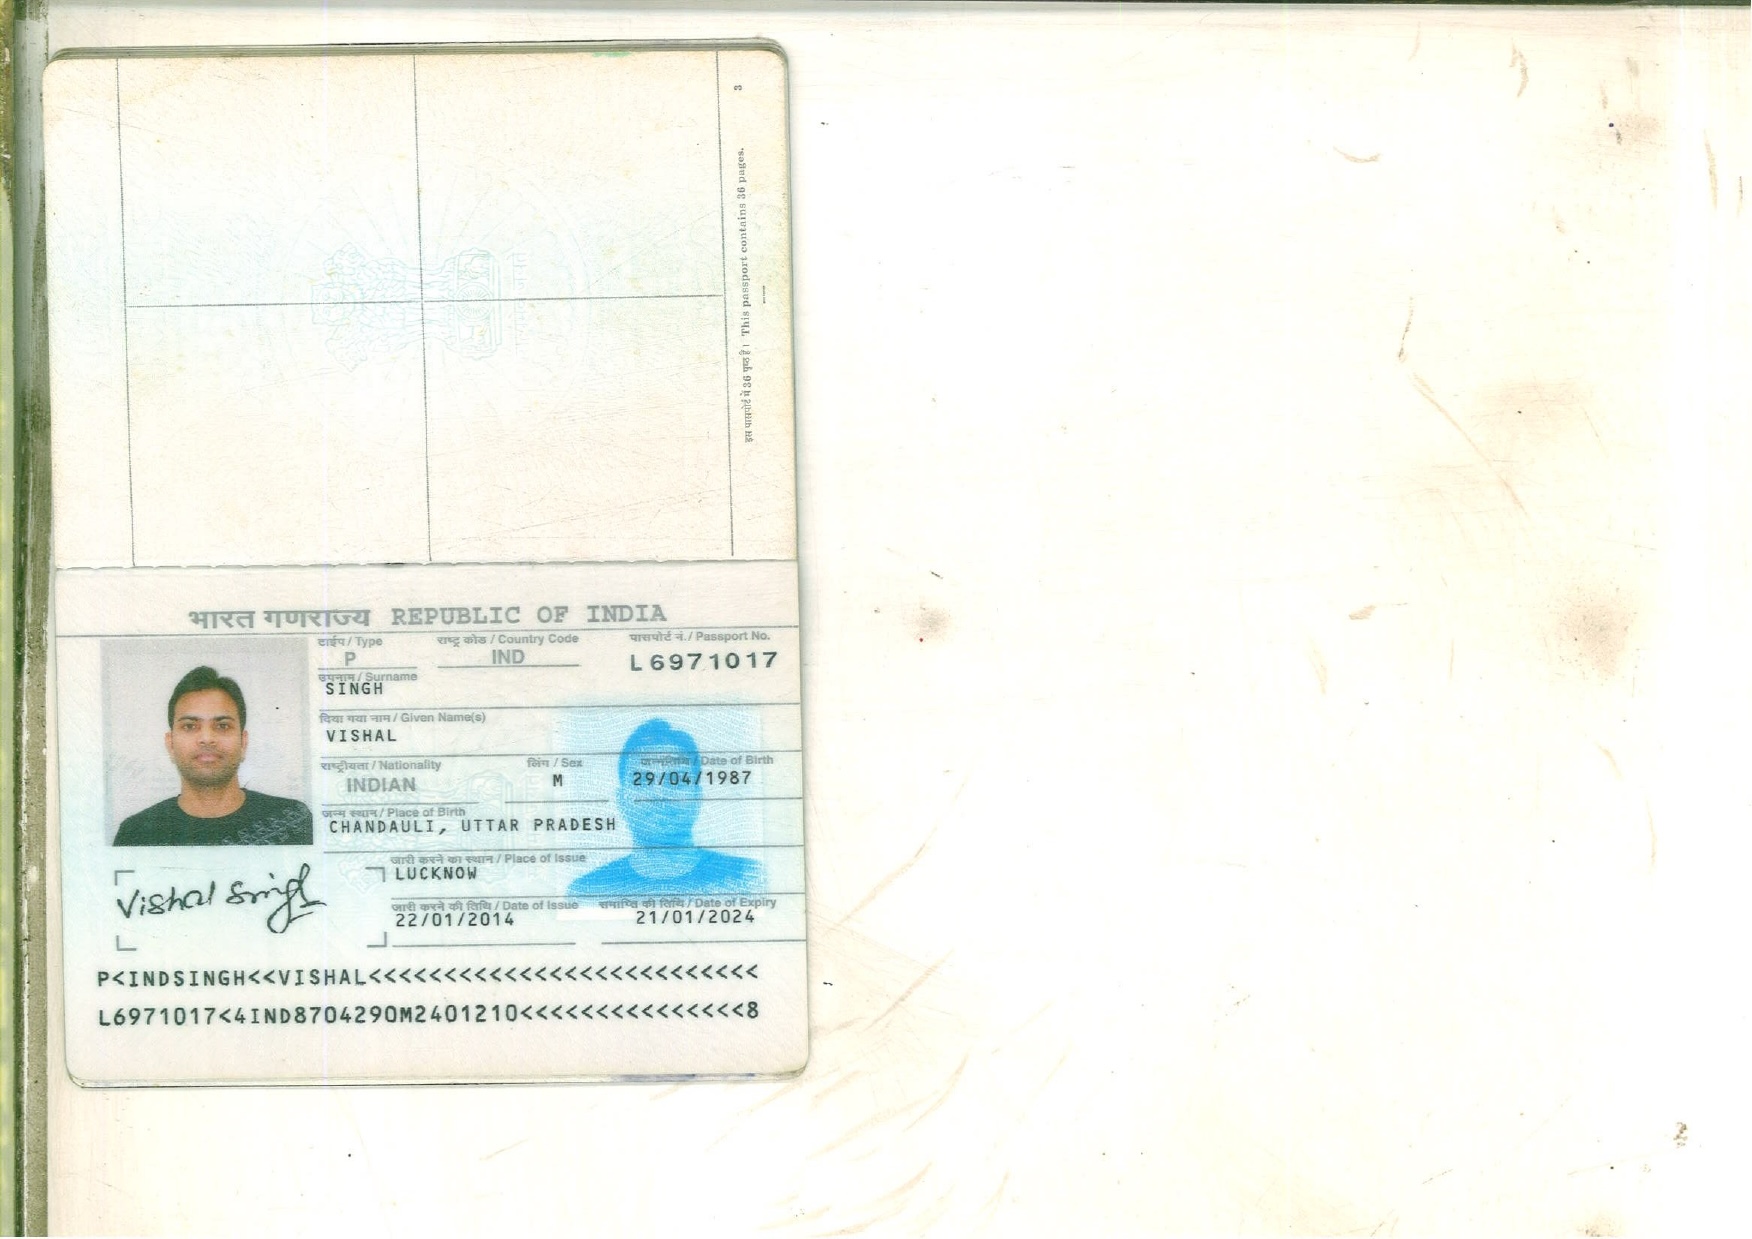 3
इस पासपोर्ट में 36 पृष्ठ हैं । This passport contains 36 pages.
भारत गणराज्य REPUBLIC OF INDIA
टाईप / Type राष्ट्र कोड / Country Code पासपोर्ट नं. / Passport No.
P IND L6971017
उपनाम / Surname
SINGH
दिया गया नाम / Given Name(s)
VISHAL
राष्ट्रीयता / Nationality लिंग / Sex जन्मतिथि / Date of Birth
INDIAN M 29/04/1987
जन्म स्थान / Place of Birth
CHANDAULI, UTTAR PRADESH
जारी करने का स्थान / Place of Issue
LUCKNOW
Vishal Singh
जारी करने की तिथि / Date of Issue समाप्ति की तिथि / Date of Expiry
22/01/2014 21/01/2024
P<INDSINGH<<VISHAL<<<<<<<<<<<<<<<<<<<<<<<<<<
L6971017<4IND8704290M2401210<<<<<<<<<<<<<<<8